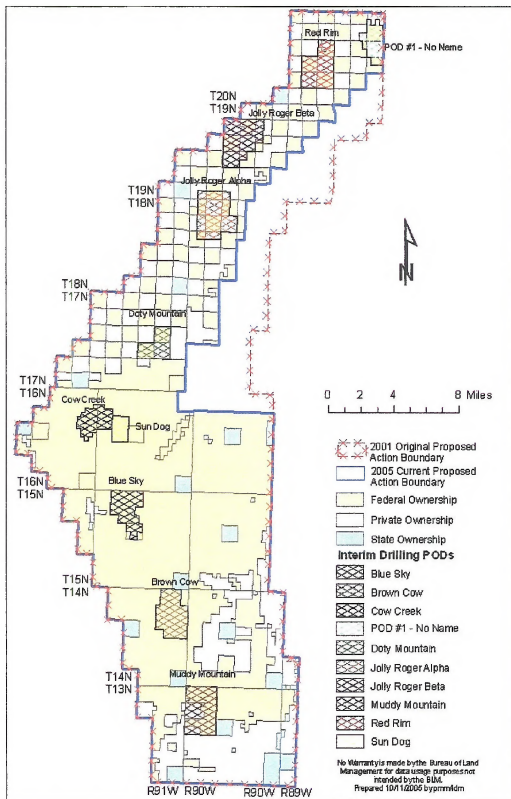 Red Rim
POD #1 - No Name
T20N
T19N
Jolly Roger Beta
Jolly Roger Alpha
T19N
T18N
N
T18N
T17N
Doty Mountain
T17N
T16N
Cow Creek
Sun Dog
0 2 4 8 Miles
T16N
T15N
Blue Sky
T15N
T14N
Brown Cow
T14N
T13N
Muddy Mountain
R91W R90W R90W R89W
2001 Original Proposed
Action Boundary
2005 Current Proposed
Action Boundary
Federal Ownership
Private Ownership
State Ownership
Interim Drilling PODs
Blue Sky
Brown Cow
Cow Creek
POD #1 - No Name
Doty Mountain
Jolly Roger Alpha
Jolly Roger Beta
Muddy Mountain
Red Rim
Sun Dog
No Warranty is made by the Bureau of Land
Management for data usage purposes not
intended by the BLM.
Prepared 10/11/2005 by